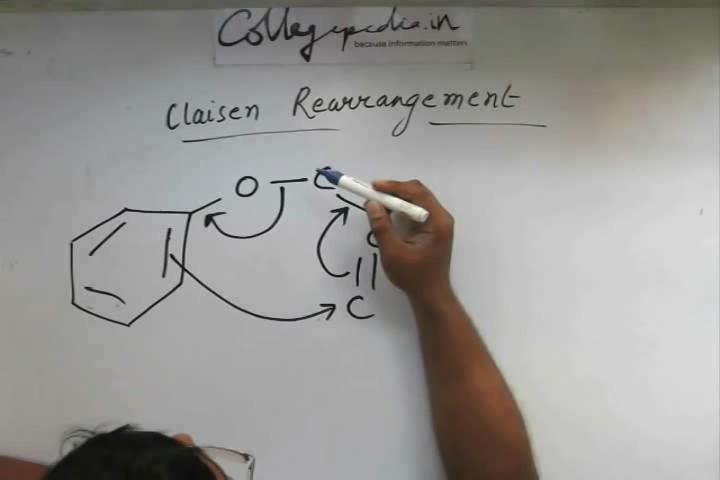 Collegepedia.in
because information matters
Claisen Rearrangement
O — C
C
C